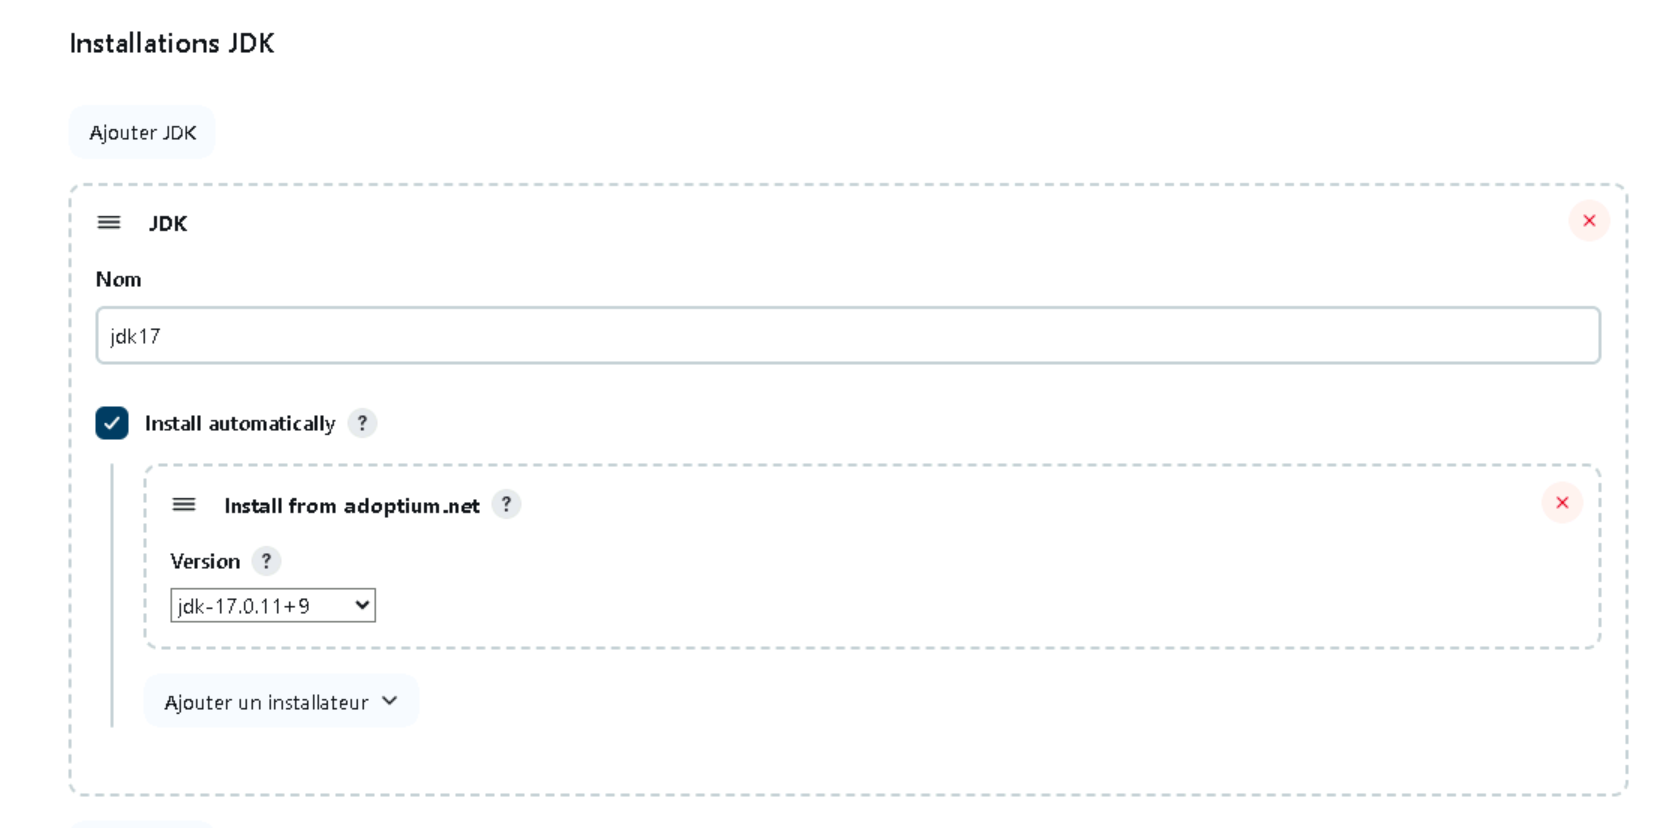 Installations JDK
Ajouter JDK
JDK
Nom
jdk17
Install automatically ?
Install from adoptium.net ?
Version ?
jdk-17.0.11+9
Ajouter un installateur